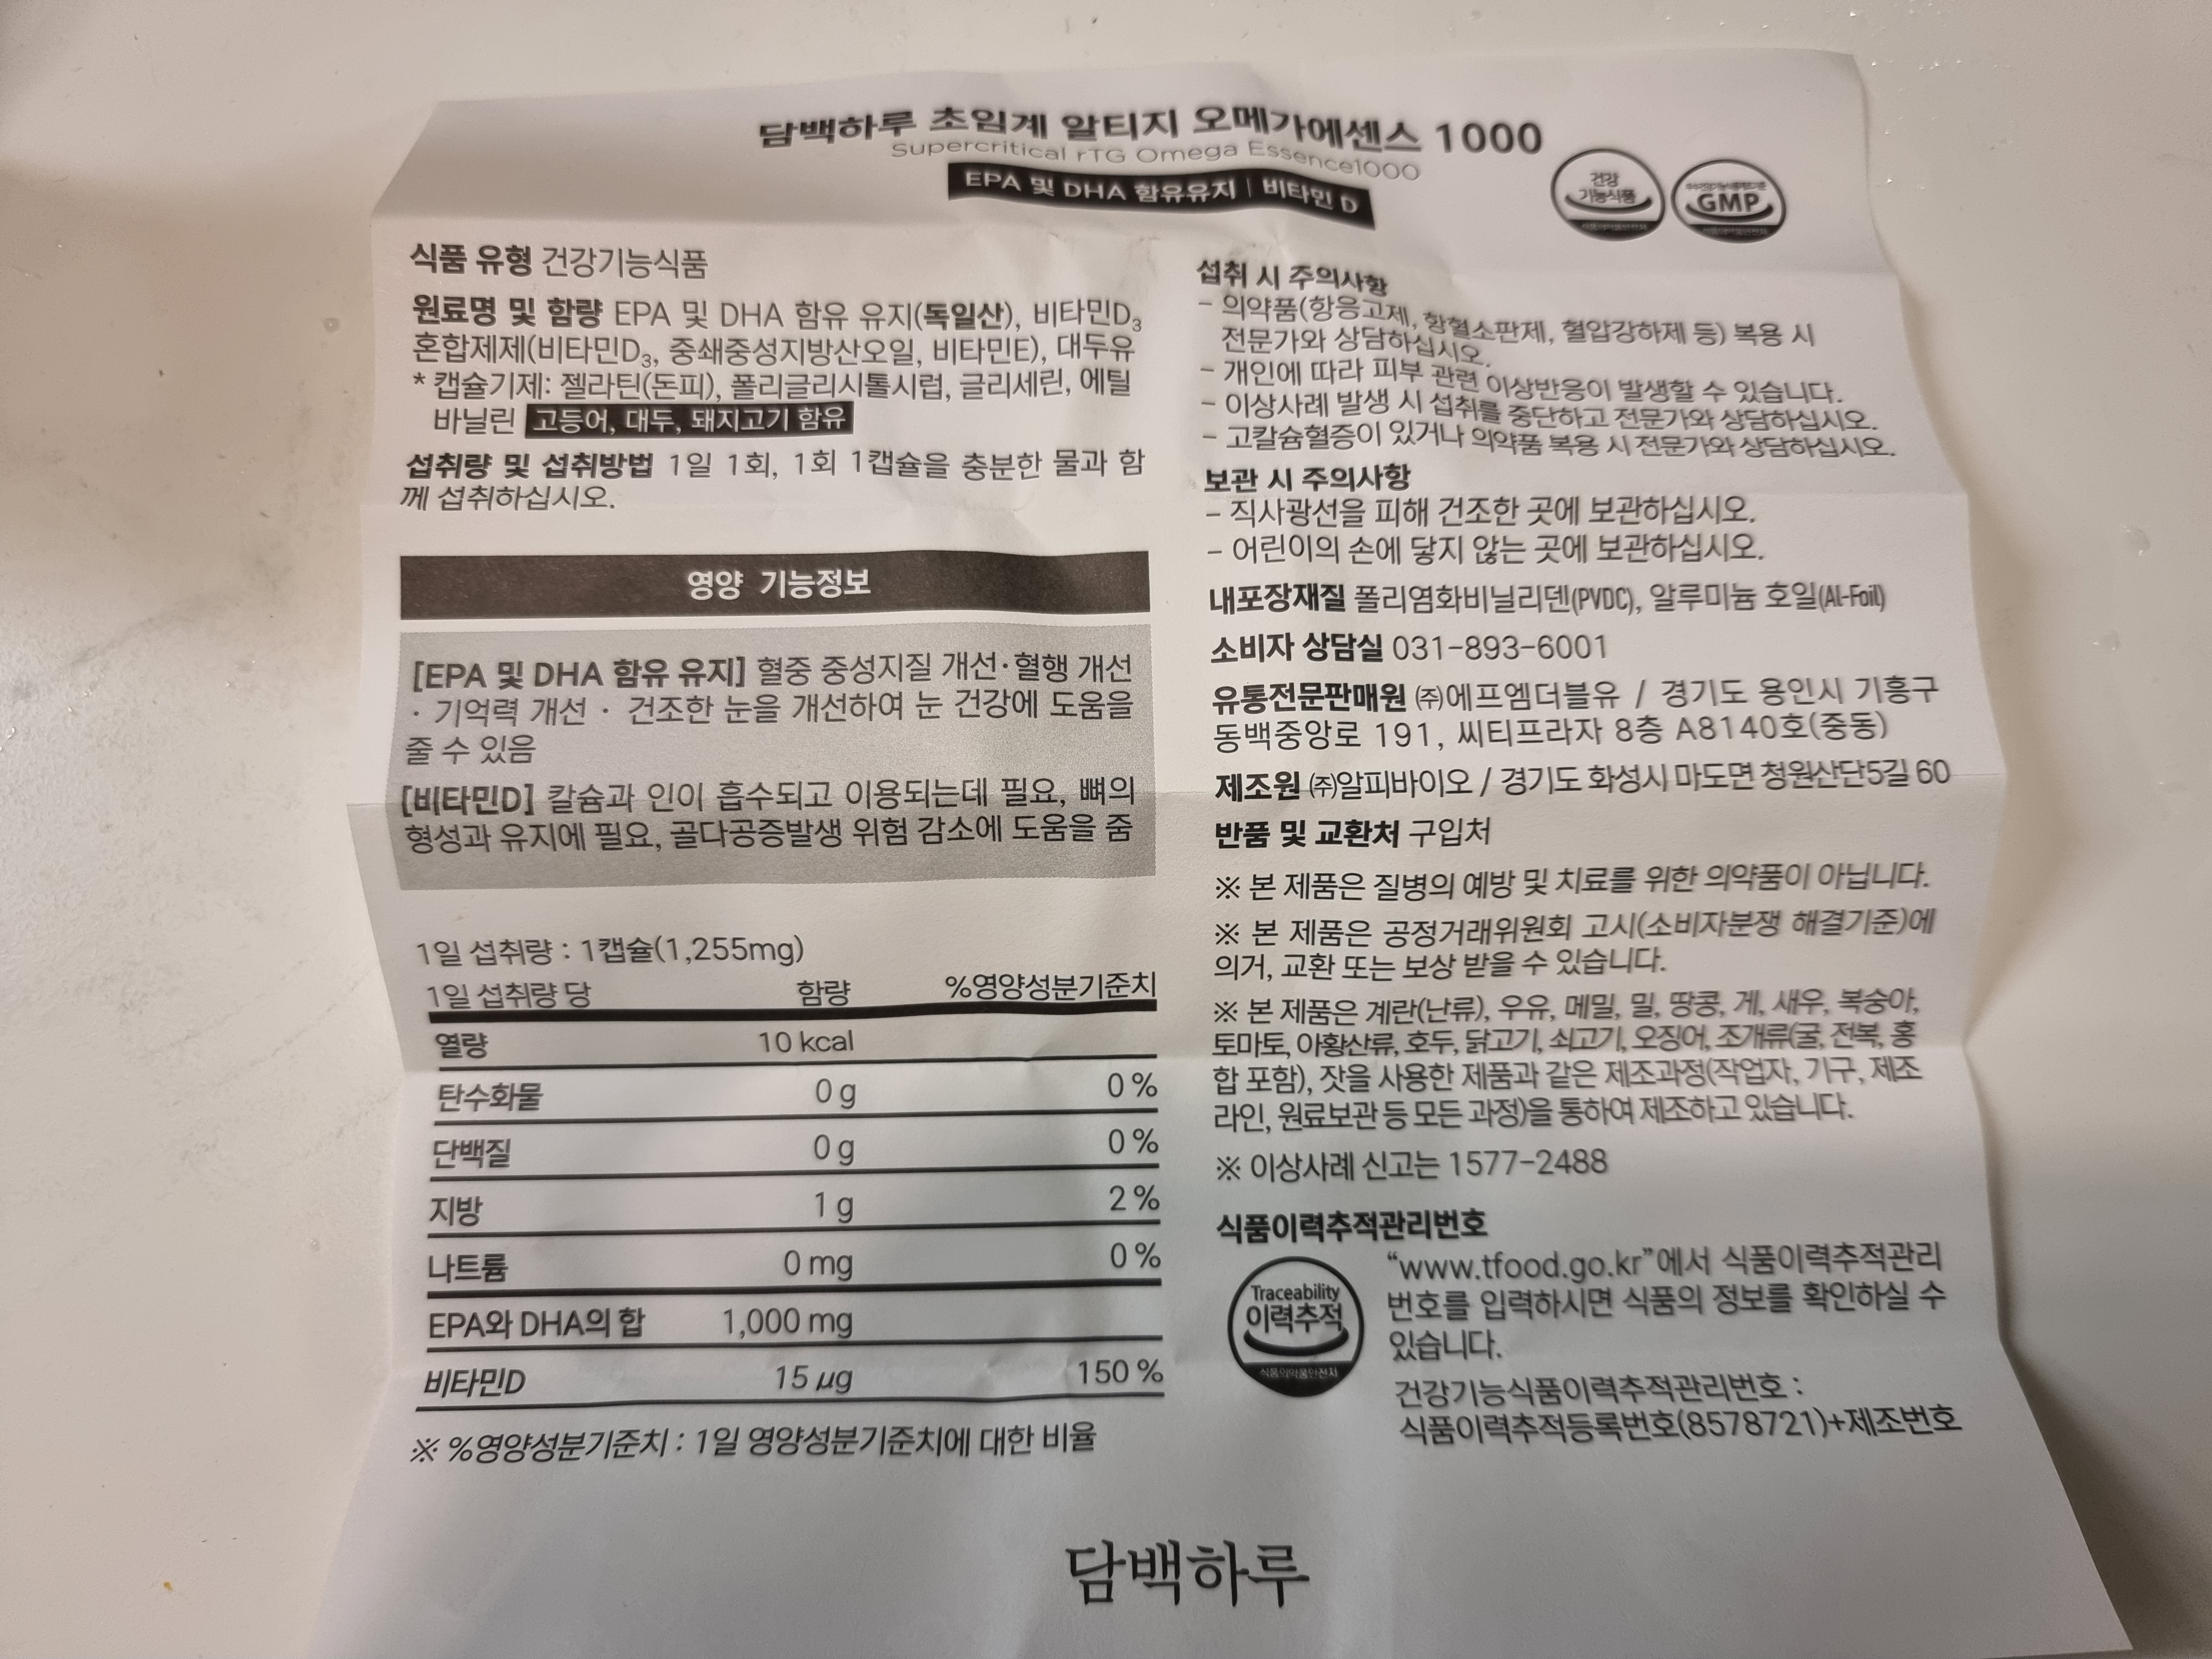 담백하루 초임계 알티지 오메가에센스 1000
Supercritical rTG Omega Essence1000
EPA 및 DHA 함유유지 | 비타민 D
건강
기능식품
GMP
식품 유형 건강기능식품
원료명 및 함량 EPA 및 DHA 함유 유지(독일산), 비타민D₃
혼합제제(비타민D₃, 중쇄중성지방산오일, 비타민E), 대두유
* 캡슐기제: 젤라틴(돈피), 폴리글리시톨시럽, 글리세린, 에틸
바닐린 고등어, 대두, 돼지고기 함유
섭취량 및 섭취방법 1일 1회, 1회 1캡슐을 충분한 물과 함
께 섭취하십시오.
영양 기능정보
[EPA 및 DHA 함유 유지] 혈중 중성지질 개선·혈행 개선
· 기억력 개선 · 건조한 눈을 개선하여 눈 건강에 도움을
줄 수 있음
[비타민D] 칼슘과 인이 흡수되고 이용되는데 필요, 뼈의
형성과 유지에 필요, 골다공증발생 위험 감소에 도움을 줌
1일 섭취량 : 1캡슐(1,255mg)
1일 섭취량 당 함량 %영양성분기준치
열량 10 kcal
탄수화물 0 g 0 %
단백질 0 g 0 %
지방 1 g 2 %
나트륨 0 mg 0 %
EPA와 DHA의 합 1,000 mg
비타민D 15 µg 150 %
※ %영양성분기준치 : 1일 영양성분기준치에 대한 비율
섭취 시 주의사항
- 의약품(항응고제, 항혈소판제, 혈압강하제 등) 복용 시
전문가와 상담하십시오.
- 개인에 따라 피부 관련 이상반응이 발생할 수 있습니다.
- 이상사례 발생 시 섭취를 중단하고 전문가와 상담하십시오.
- 고칼슘혈증이 있거나 의약품 복용 시 전문가와 상담하십시오.
보관 시 주의사항
- 직사광선을 피해 건조한 곳에 보관하십시오.
- 어린이의 손에 닿지 않는 곳에 보관하십시오.
내포장재질 폴리염화비닐리덴(PVDC), 알루미늄 호일(Al-Foil)
소비자 상담실 031-893-6001
유통전문판매원 ㈜에프엠더블유 / 경기도 용인시 기흥구
동백중앙로 191, 씨티프라자 8층 A8140호(중동)
제조원 ㈜알피바이오 / 경기도 화성시 마도면 청원산단5길 60
반품 및 교환처 구입처
※ 본 제품은 질병의 예방 및 치료를 위한 의약품이 아닙니다.
※ 본 제품은 공정거래위원회 고시(소비자분쟁 해결기준)에
의거, 교환 또는 보상 받을 수 있습니다.
※ 본 제품은 계란(난류), 우유, 메밀, 밀, 땅콩, 게, 새우, 복숭아,
토마토, 아황산류, 호두, 닭고기, 쇠고기, 오징어, 조개류(굴, 전복, 홍
합 포함), 잣을 사용한 제품과 같은 제조과정(작업자, 기구, 제조
라인, 원료보관 등 모든 과정)을 통하여 제조하고 있습니다.
※ 이상사례 신고는 1577-2488
식품이력추적관리번호
Traceability
이력추적
식품의약품안전처
“www.tfood.go.kr”에서 식품이력추적관리
번호를 입력하시면 식품의 정보를 확인하실 수
있습니다.
건강기능식품이력추적관리번호 :
식품이력추적등록번호(8578721)+제조번호
담백하루